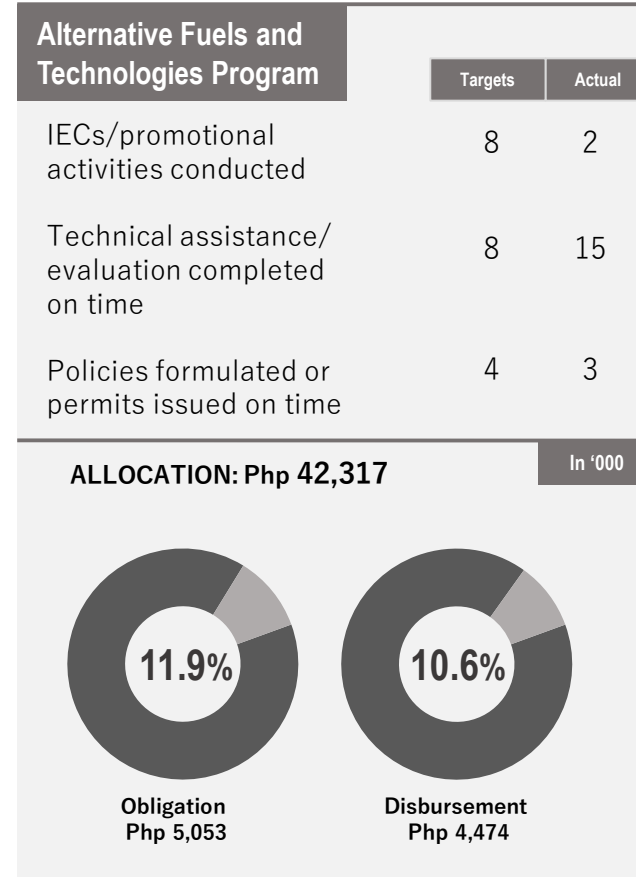 Alternative Fuels and
Technologies Program
Targets Actual
IECs/promotional
activities conducted
8 2
Technical assistance/
evaluation completed
on time
8 15
Policies formulated or
permits issued on time
4 3
ALLOCATION: Php 42,317
In ‘000
11.9%
10.6%
Obligation
Php 5,053
Disbursement
Php 4,474